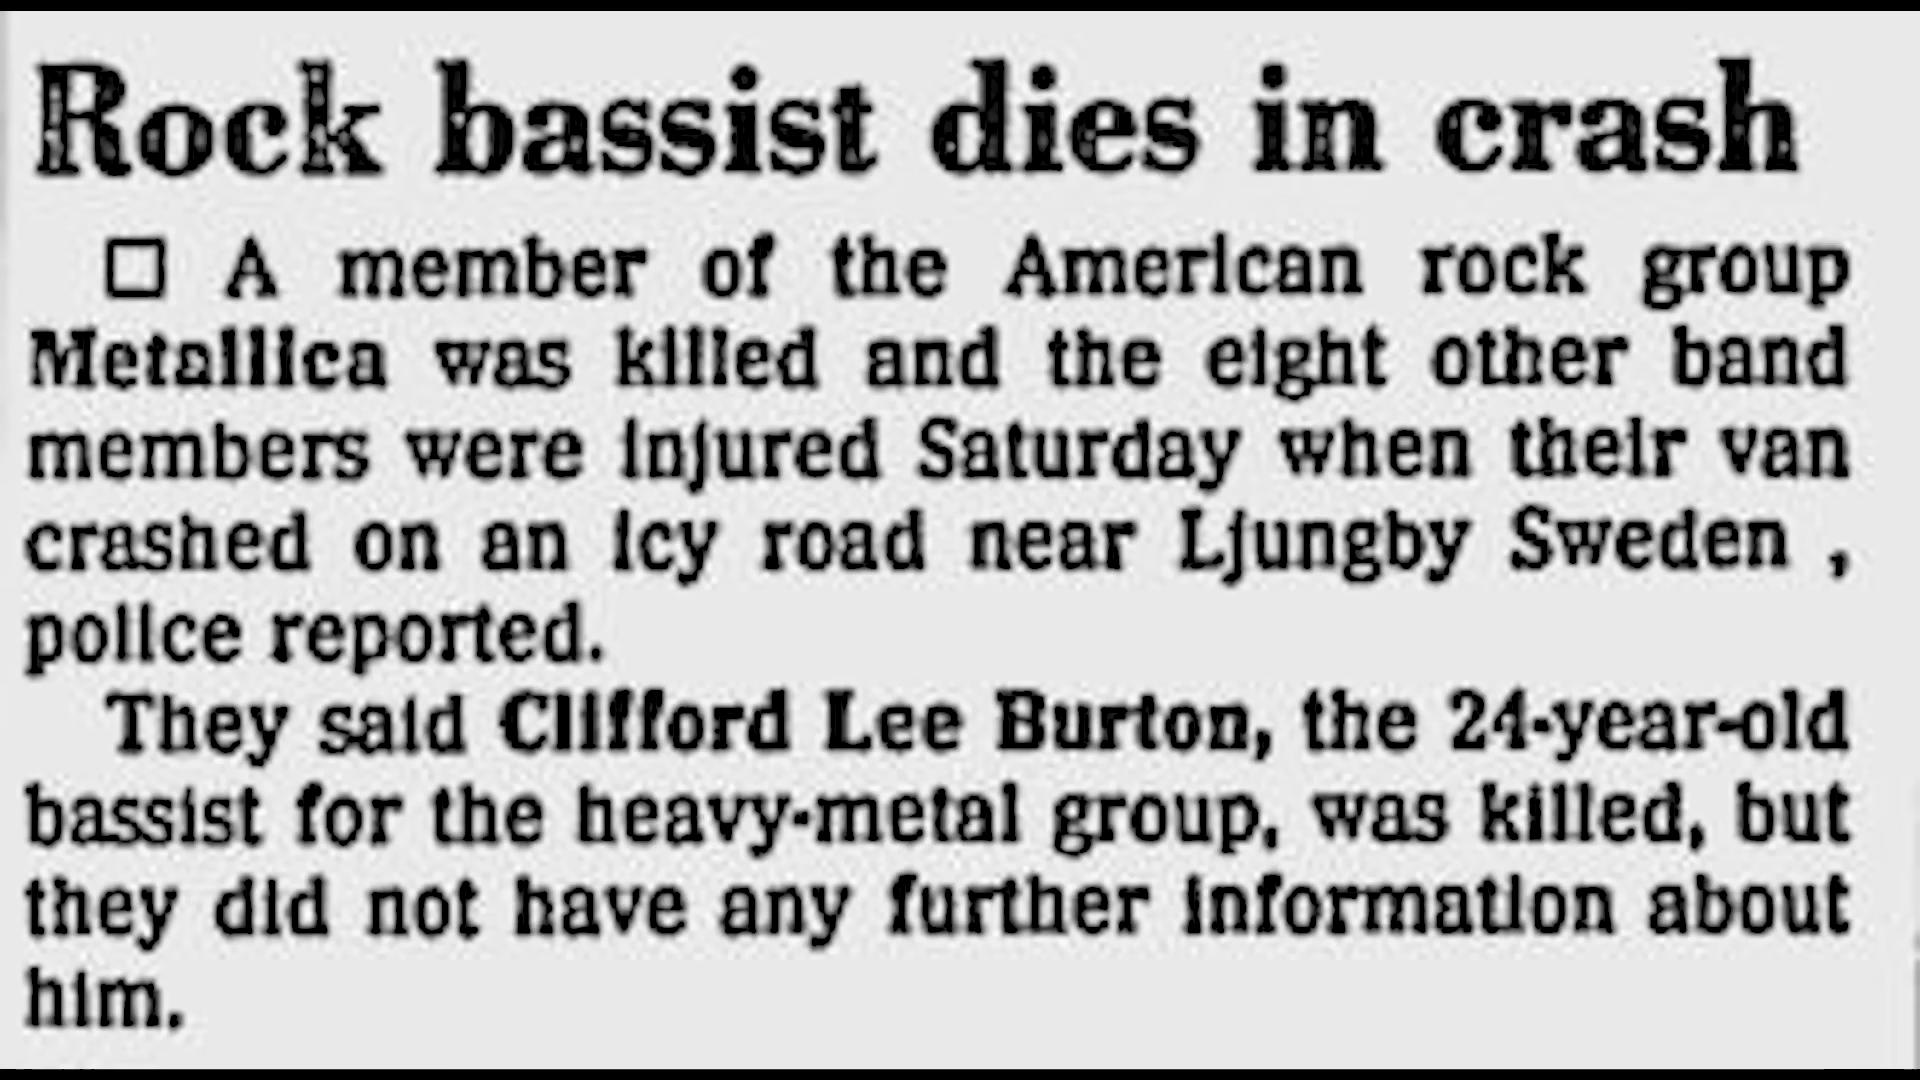 Rock bassist dies in crash
□ A member of the American rock group
Metallica was killed and the eight other band
members were injured Saturday when their van
crashed on an icy road near Ljungby Sweden ,
police reported.
They said Clifford Lee Burton, the 24-year-old
bassist for the heavy-metal group, was killed, but
they did not have any further information about
him.